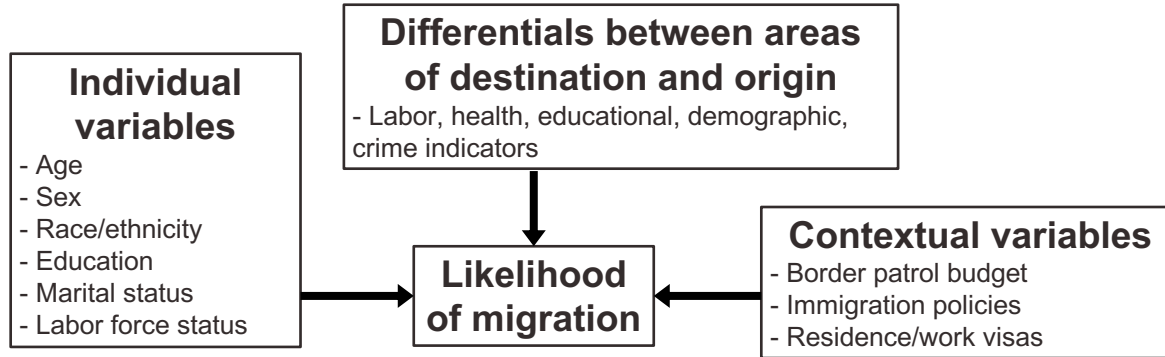 Individual
variables
- Age
- Sex
- Race/ethnicity
- Education
- Marital status
- Labor force status
Differentials between areas
of destination and origin
- Labor, health, educational, demographic,
crime indicators
Likelihood
of migration
Contextual variables
- Border patrol budget
- Immigration policies
- Residence/work visas